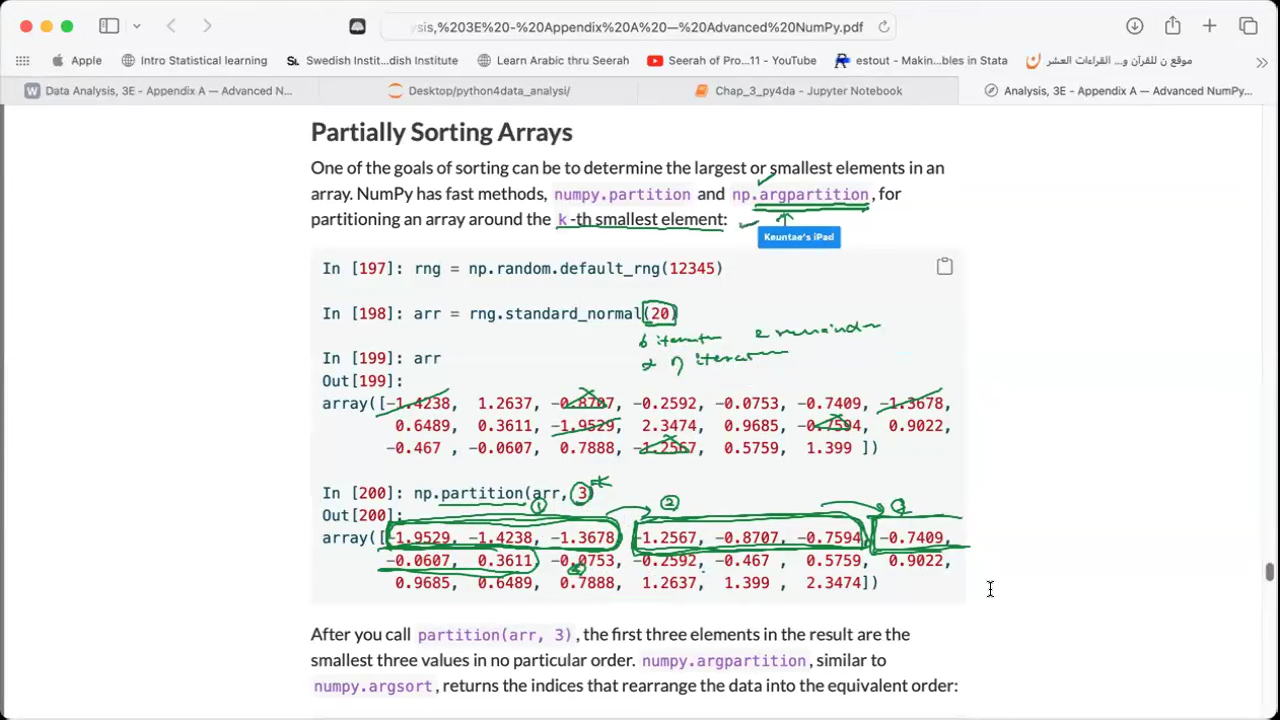 ysis,%203E%20-%20Appendix%20A%20—%20Advanced%20NumPy.pdf
Apple
Intro Statistical learning
Swedish Instit...dish Institute
Learn Arabic thru Seerah
Seerah of Pro...11 - YouTube
estout - Makin...bles in Stata
موقع ن للقرآن و... القراءات العشر
Data Analysis, 3E - Appendix A — Advanced N...
Desktop/python4data_analysi/
Chap_3_py4da - Jupyter Notebook
Analysis, 3E - Appendix A — Advanced NumPy...
Partially Sorting Arrays
One of the goals of sorting can be to determine the largest or smallest elements in an
array. NumPy has fast methods, numpy.partition and np.argpartition, for
partitioning an array around the k-th smallest element:
Keuntae's iPad
In [197]: rng = np.random.default_rng(12345)
In [198]: arr = rng.standard_normal(20)
2 remainder
In [199]: arr
Out[199]:
array([-1.4238, 1.2637, -0.8707, -0.2592, -0.0753, -0.7409, -1.3678,
0.6489, 0.3611, -1.9529, 2.3474, 0.9685, -0.7594, 0.9022,
-0.467 , -0.0607, 0.7888, -1.2567, 0.5759, 1.399 ])
In [200]: np.partition(arr, 3)
Out[200]:
1 2 3
array([-1.9529, -1.4238, -1.3678, -1.2567, -0.8707, -0.7594, -0.7409,
-0.0607, 0.3611, -0.0753, -0.2592, -0.467 , 0.5759, 0.9022,
0.9685, 0.6489, 0.7888, 1.2637, 1.399 , 2.3474])
After you call partition(arr, 3), the first three elements in the result are the
smallest three values in no particular order. numpy.argpartition, similar to
numpy.argsort, returns the indices that rearrange the data into the equivalent order: